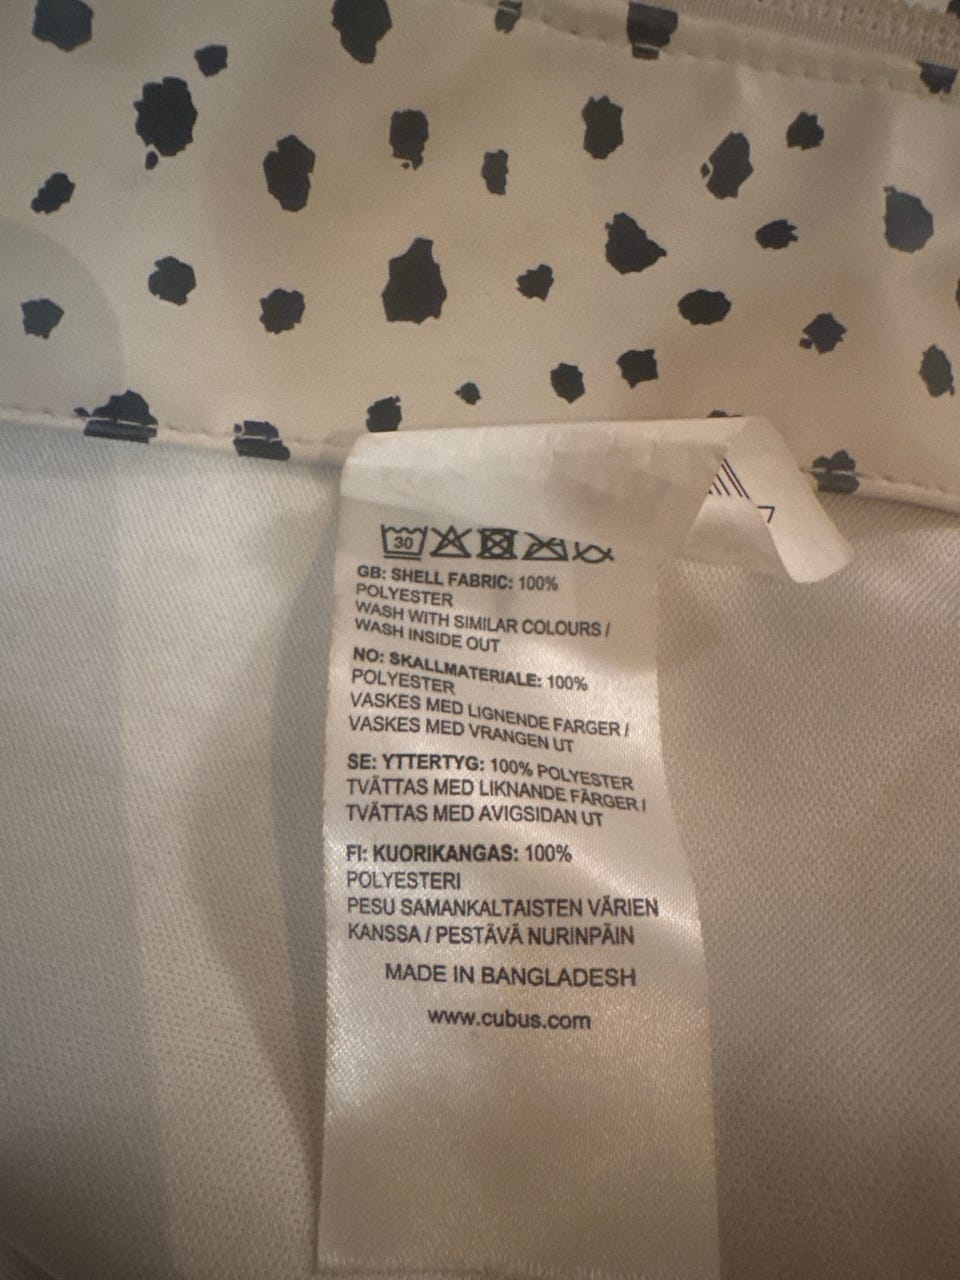 30
GB: SHELL FABRIC: 100%
POLYESTER
WASH WITH SIMILAR COLOURS /
WASH INSIDE OUT
NO: SKALLMATERIALE: 100%
POLYESTER
VASKES MED LIGNENDE FARGER /
VASKES MED VRANGEN UT
SE: YTTERTYG: 100% POLYESTER
TVÄTTAS MED LIKNANDE FÄRGER /
TVÄTTAS MED AVIGSIDAN UT
FI: KUORIKANGAS: 100%
POLYESTERI
PESU SAMANKALTAISTEN VÄRIEN
KANSSA / PESTÄVÄ NURINPÄIN
MADE IN BANGLADESH
www.cubus.com